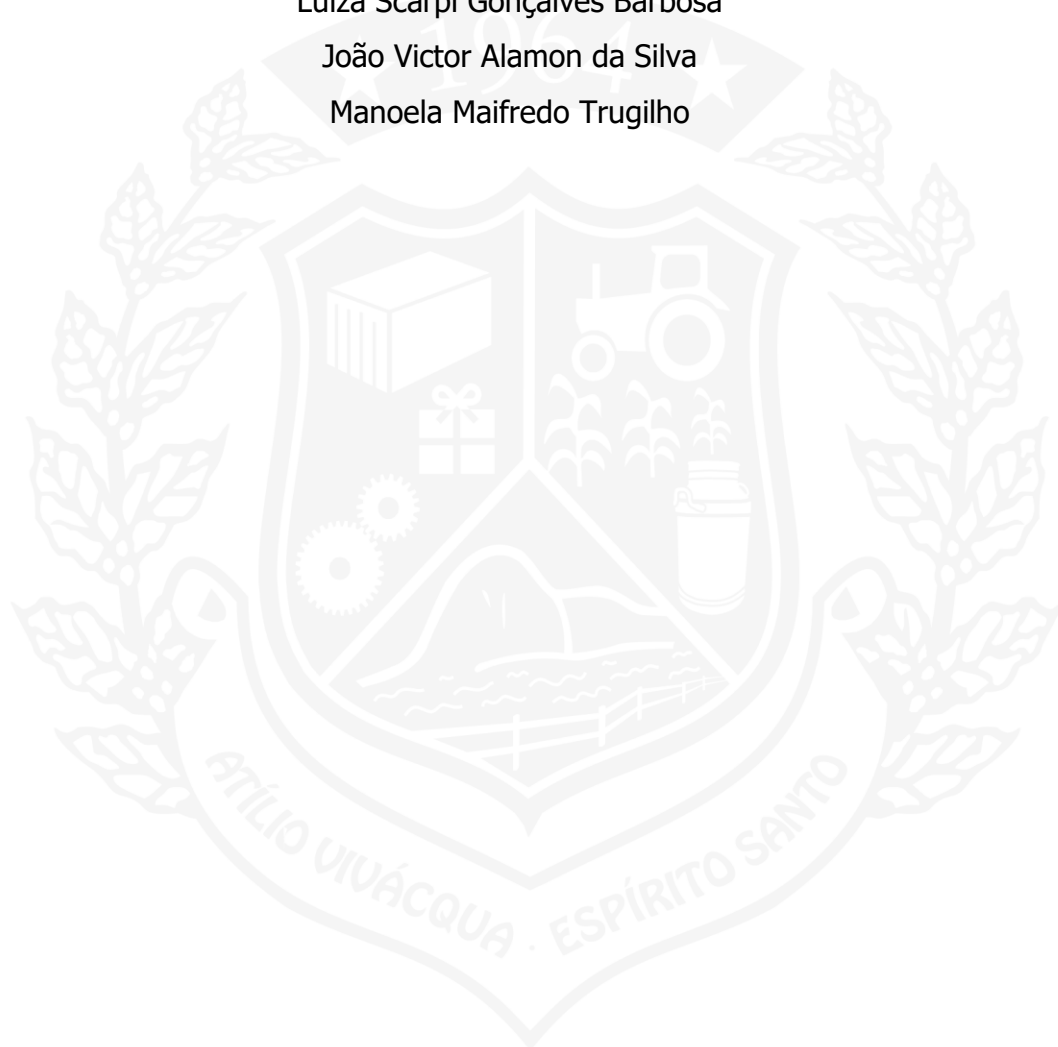 Luiza Scarpi Gonçalves Barbosa
João Victor Alamon da Silva
Manoela Maifredo Trugilho
1964
ATÍLIO VIVÁCQUA · ESPÍRITO SANTO